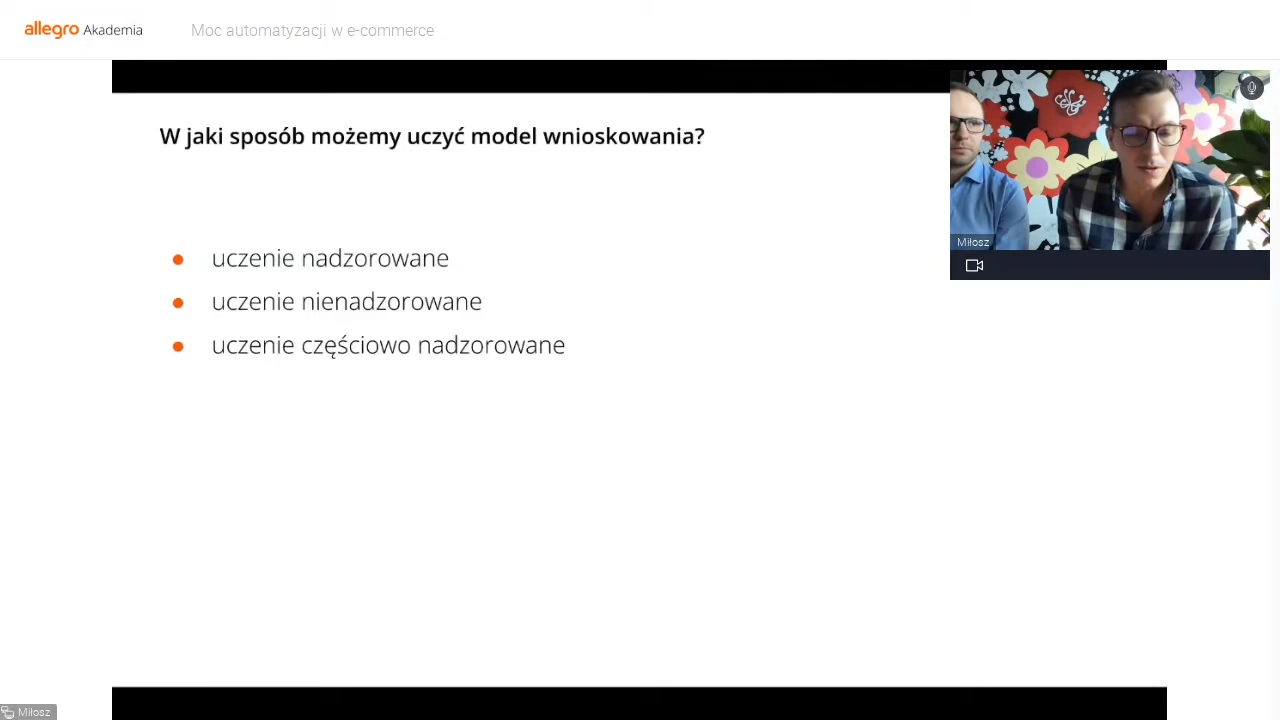 allegro Akademia
Moc automatyzacji w e-commerce
W jaki sposób możemy uczyć model wnioskowania?
uczenie nadzorowane
uczenie nienadzorowane
uczenie częściowo nadzorowane
Miłosz
Miłosz